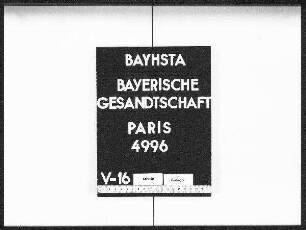 BAYHSTA
BAYERISCHE
GESANDTSCHAFT
PARIS
4996
V-16